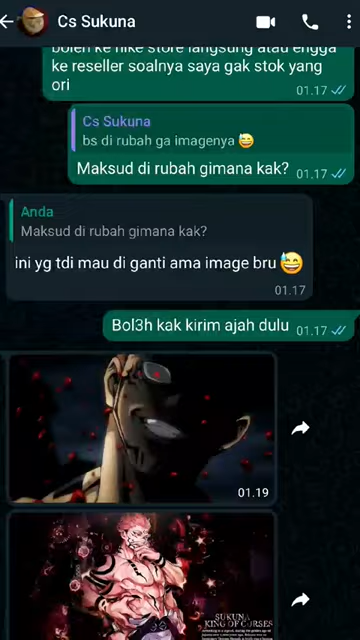 Cs Sukuna
boleh ke nike store langsung atau engga
ke reseller soalnya saya gak stok yang
ori
01.17
Cs Sukuna
bs di rubah ga imagenya 😅
Maksud di rubah gimana kak?
01.17
Anda
Maksud di rubah gimana kak?
ini yg tdi mau di ganti ama image bru 😅
01.17
Bol3h kak kirim ajah dulu
01.17
01.19
SUKUNA
KING OF CURSES